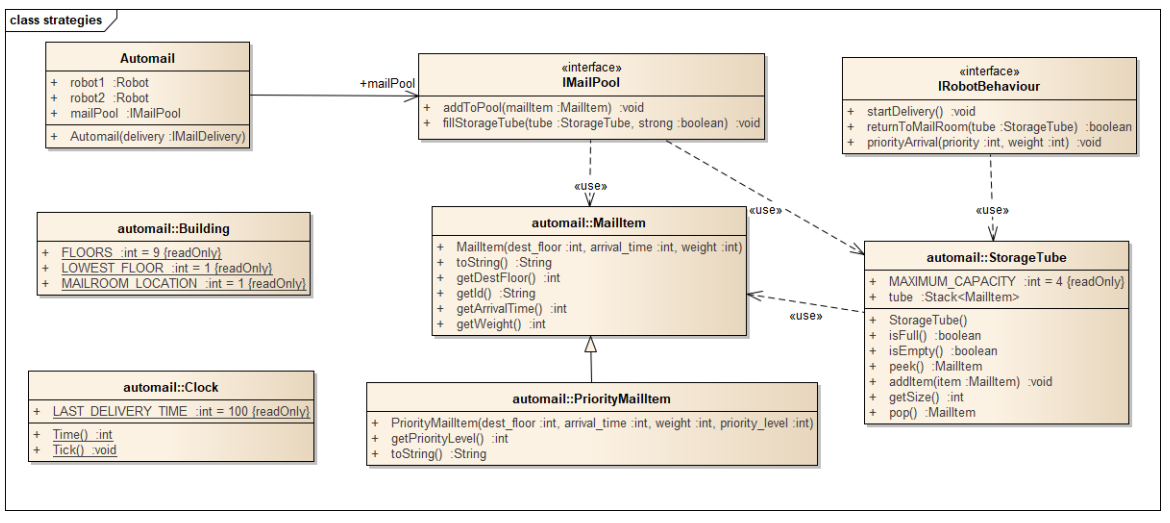 class strategies
Automail
+ robot1 :Robot
+ robot2 :Robot
+ mailPool :IMailPool
+ Automail(delivery :IMailDelivery)
+mailPool
«interface»
IMailPool
+ addToPool(mailItem :MailItem) :void
+ fillStorageTube(tube :StorageTube, strong :boolean) :void
«interface»
IRobotBehaviour
+ startDelivery() :void
+ returnToMailRoom(tube :StorageTube) :boolean
+ priorityArrival(priority :int, weight :int) :void
«use»
«use»
«use»
automail::Building
+ FLOORS :int = 9 {readOnly}
+ LOWEST_FLOOR :int = 1 {readOnly}
+ MAILROOM_LOCATION :int = 1 {readOnly}
automail::MailItem
+ MailItem(dest_floor :int, arrival_time :int, weight :int)
+ toString() :String
+ getDestFloor() :int
+ getId() :String
+ getArrivalTime() :int
+ getWeight() :int
automail::StorageTube
+ MAXIMUM_CAPACITY :int = 4 {readOnly}
+ tube :Stack<MailItem>
+ StorageTube()
+ isFull() :boolean
+ isEmpty() :boolean
+ peek() :MailItem
+ addItem(item :MailItem) :void
+ getSize() :int
+ pop() :MailItem
«use»
automail::Clock
+ LAST_DELIVERY_TIME :int = 100 {readOnly}
+ Time() :int
+ Tick() :void
automail::PriorityMailItem
+ PriorityMailItem(dest_floor :int, arrival_time :int, weight :int, priority_level :int)
+ getPriorityLevel() :int
+ toString() :String